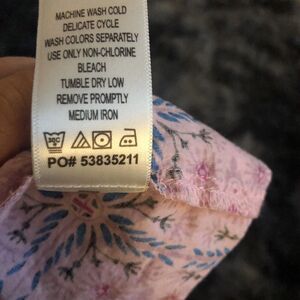 MACHINE WASH COLD
DELICATE CYCLE
WASH COLORS SEPARATELY
USE ONLY NON-CHLORINE
BLEACH
TUMBLE DRY LOW
REMOVE PROMPTLY
MEDIUM IRON
PO# 53835211